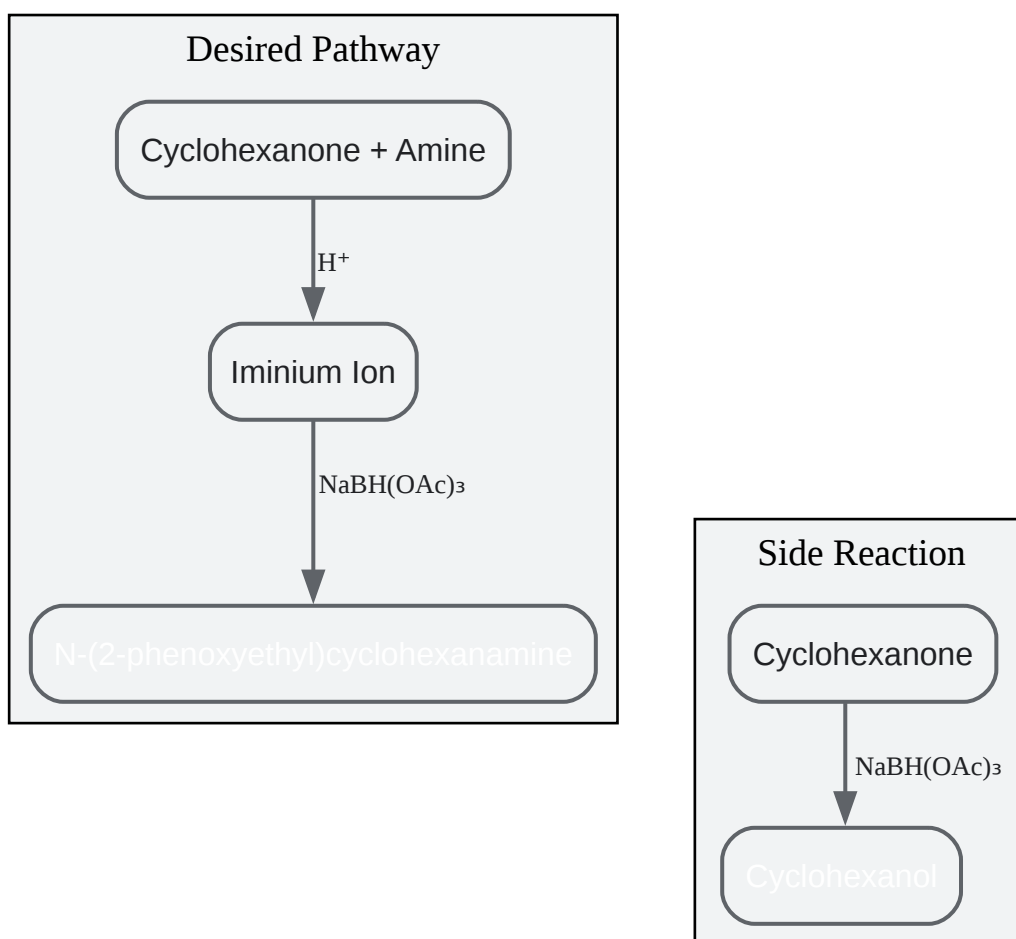 Desired Pathway
Cyclohexanone + Amine
H⁺
Iminium Ion
NaBH(OAc)₃
N-(2-phenoxyethyl)cyclohexanamine
Side Reaction
Cyclohexanone
NaBH(OAc)₃
Cyclohexanol